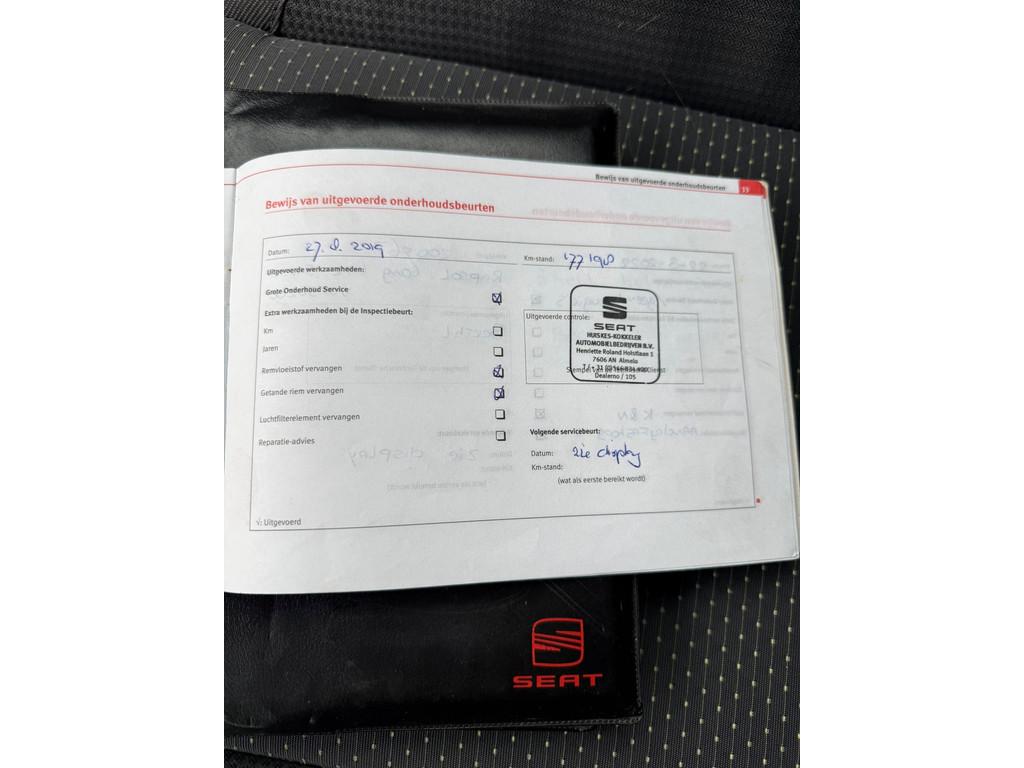 Bewijs van uitgevoerde onderhoudsbeurten
Bewijs van uitgevoerde onderhoudsbeurten
Datum: 27. 8. 2019
Km-stand: 177190
Uitgevoerde werkzaamheden:
Grote Onderhoud Service
Extra werkzaamheden bij de Inspectiebeurt:
Km
Jaren
Remvloeistof vervangen
Getande riem vervangen
Luchtfilterelement vervangen
Reparatie-advies
√: Uitgevoerd
Uitgevoerde controle:
SEAT
HUISKES-KOKKELER
AUTOMOBIELBEDRIJVEN B.V.
Henriette Roland Holstlaan 1
7606 AN Almelo
Dealerno / 105
Volgende servicebeurt:
Datum: zie display
Km-stand:
(wat als eerste bereikt wordt)
SEAT